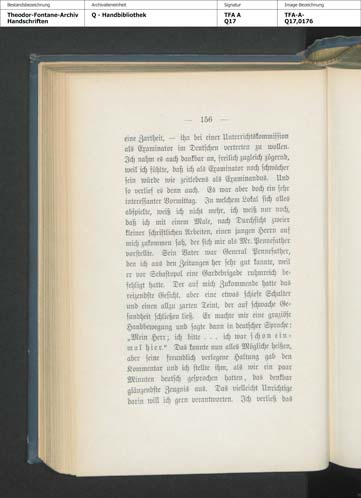 Bestandsbezeichnung
Archivalieneinheit
Signatur
Image-Bezeichnung
Theodor-Fontane-Archiv
Handschriften
Q - Handbibliothek
TFA A
Q17
TFA-A-
Q17,0176
— 156 —
eine Zartheit, — ihn bei einer Unterrichtskommission
als Examinator im Deutschen vertreten zu wollen.
Ich nahm es auch dankbar an, freilich zugleich zögernd,
weil ich fühlte, daß ich als Examinator noch schwächer
sein würde wie zeitlebens als Examinandus. Und
so verlief es denn auch. Es war aber doch ein sehr
interessanter Vormittag. In welchem Lokal sich alles
abspielte, weiß ich nicht mehr, ich weiß nur noch,
daß ich mit einem Male, nach Durchsicht zweier
kleiner schriftlichen Arbeiten, einen jungen Herrn auf
mich zukommen sah, der sich mir als Mr. Pennefather
vorstellte. Sein Vater war General Pennefather,
den ich aus den Zeitungen her sehr gut kannte, weil
er vor Sebastopol eine Gardebrigade ruhmreich be-
fehligt hatte. Der auf mich Zukommende hatte das
reizendste Gesicht, aber eine etwas schiefe Schulter
und einen allzu zarten Teint, der auf schwache Ge-
sundheit schließen ließ. Er machte mir eine graziöse
Handbewegung und sagte dann in deutscher Sprache:
„Mein Herr; ich bitte . . . ich war schon ein-
mal hier." Das konnte nun alles Mögliche heißen,
aber seine freundlich verlegene Haltung gab den
Kommentar und ich stellte ihm, als wir ein paar
Minuten deutsch gesprochen hatten, das denkbar
glänzendste Zeugnis aus. Das vielleicht Unrichtige
darin will ich gern verantworten. Ich verließ das